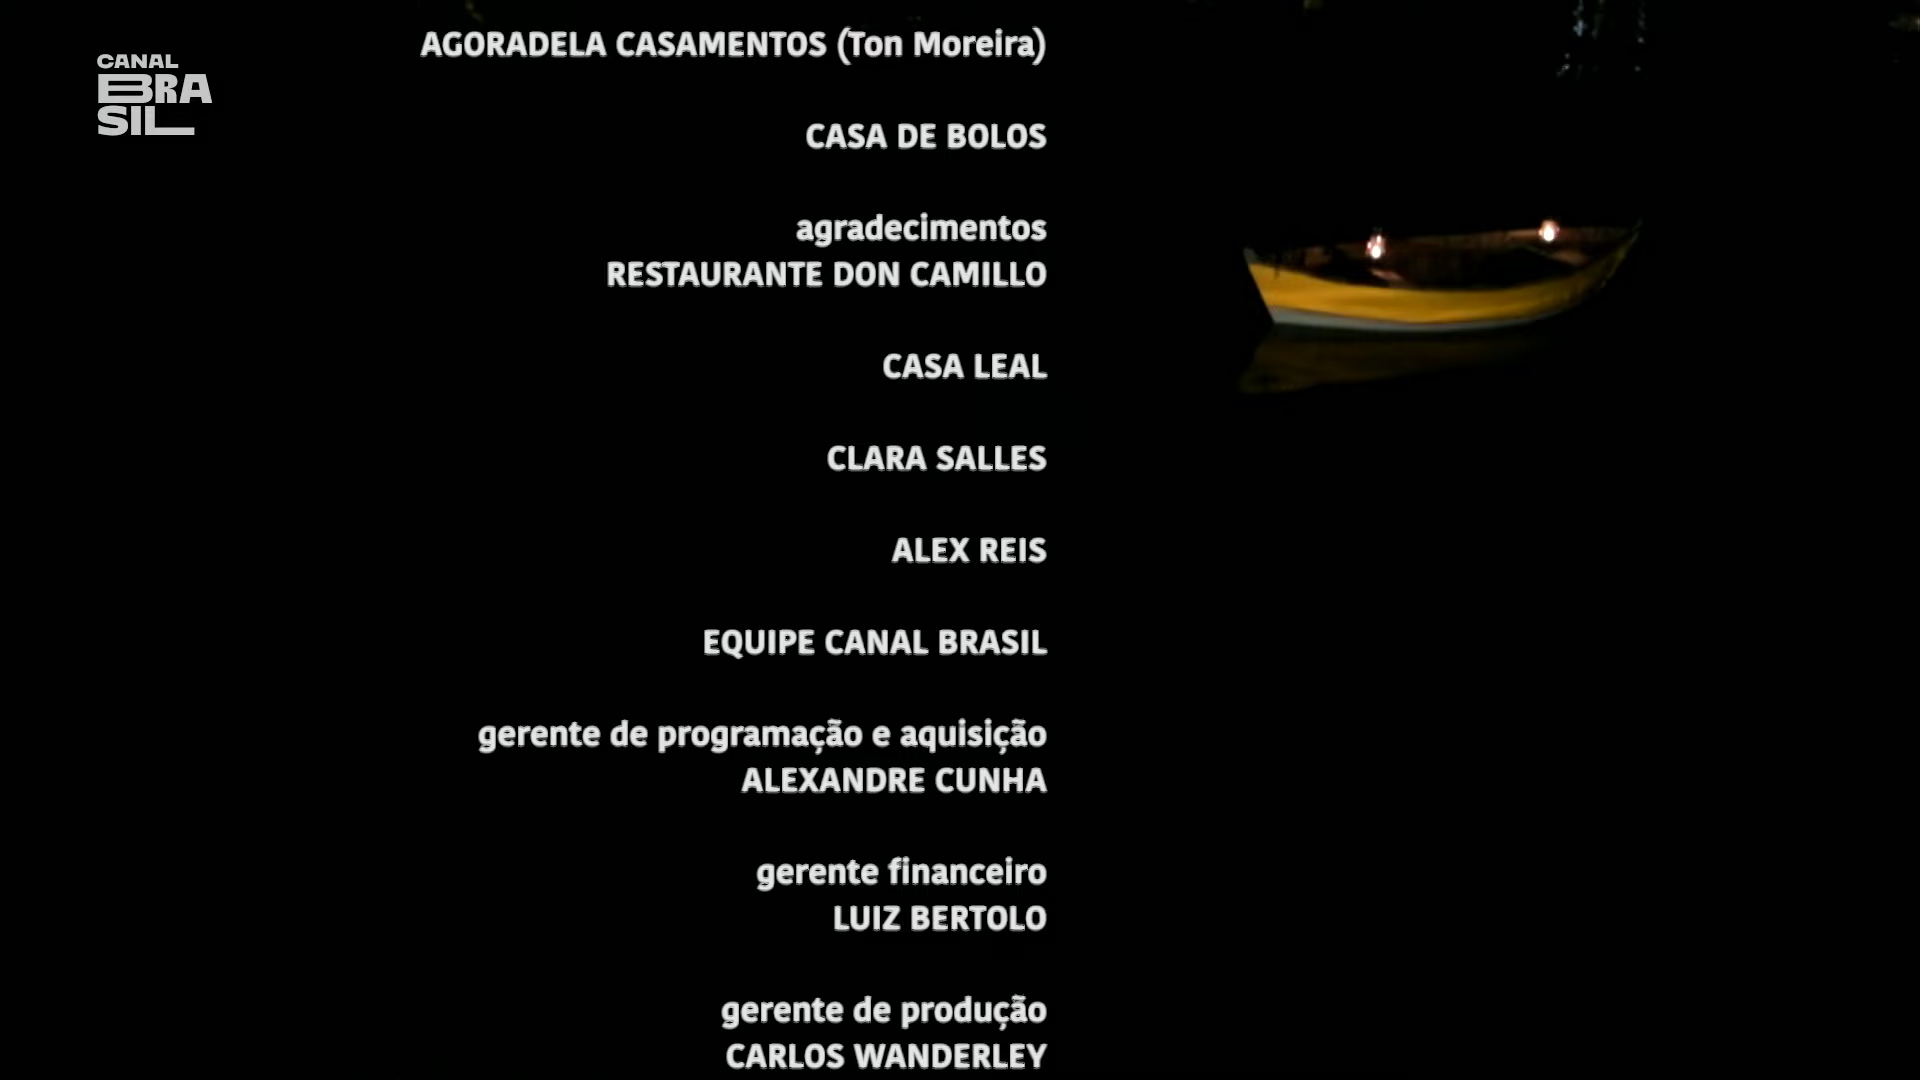 CANAL
BRA
SIL
AGORADELA CASAMENTOS (Ton Moreira)
CASA DE BOLOS
agradecimentos
RESTAURANTE DON CAMILLO
CASA LEAL
CLARA SALLES
ALEX REIS
EQUIPE CANAL BRASIL
gerente de programação e aquisição
ALEXANDRE CUNHA
gerente financeiro
LUIZ BERTOLO
gerente de produção
CARLOS WANDERLEY